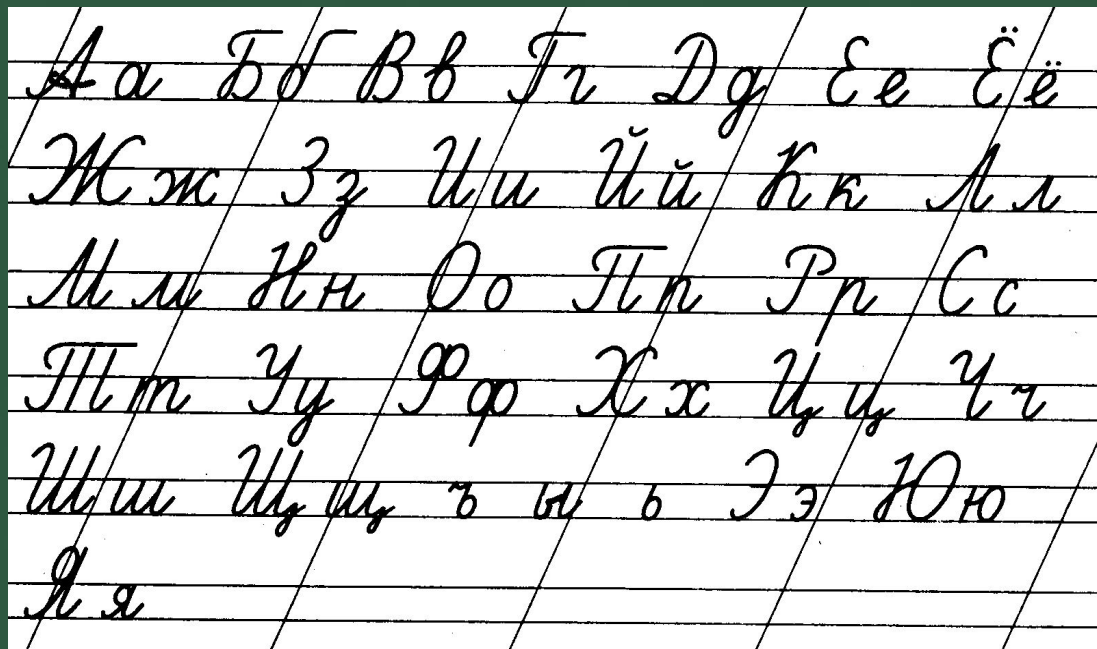 Аа Бб Вв Гг Дд Ее Ёё
Жж Зз Ии Йй Кк Лл
Мм Нн Оо Пп Рр Сс
Тт Уу Фф Хх Цц Чч
Шш Щщ ъ ы ь Ээ Юю
Яя